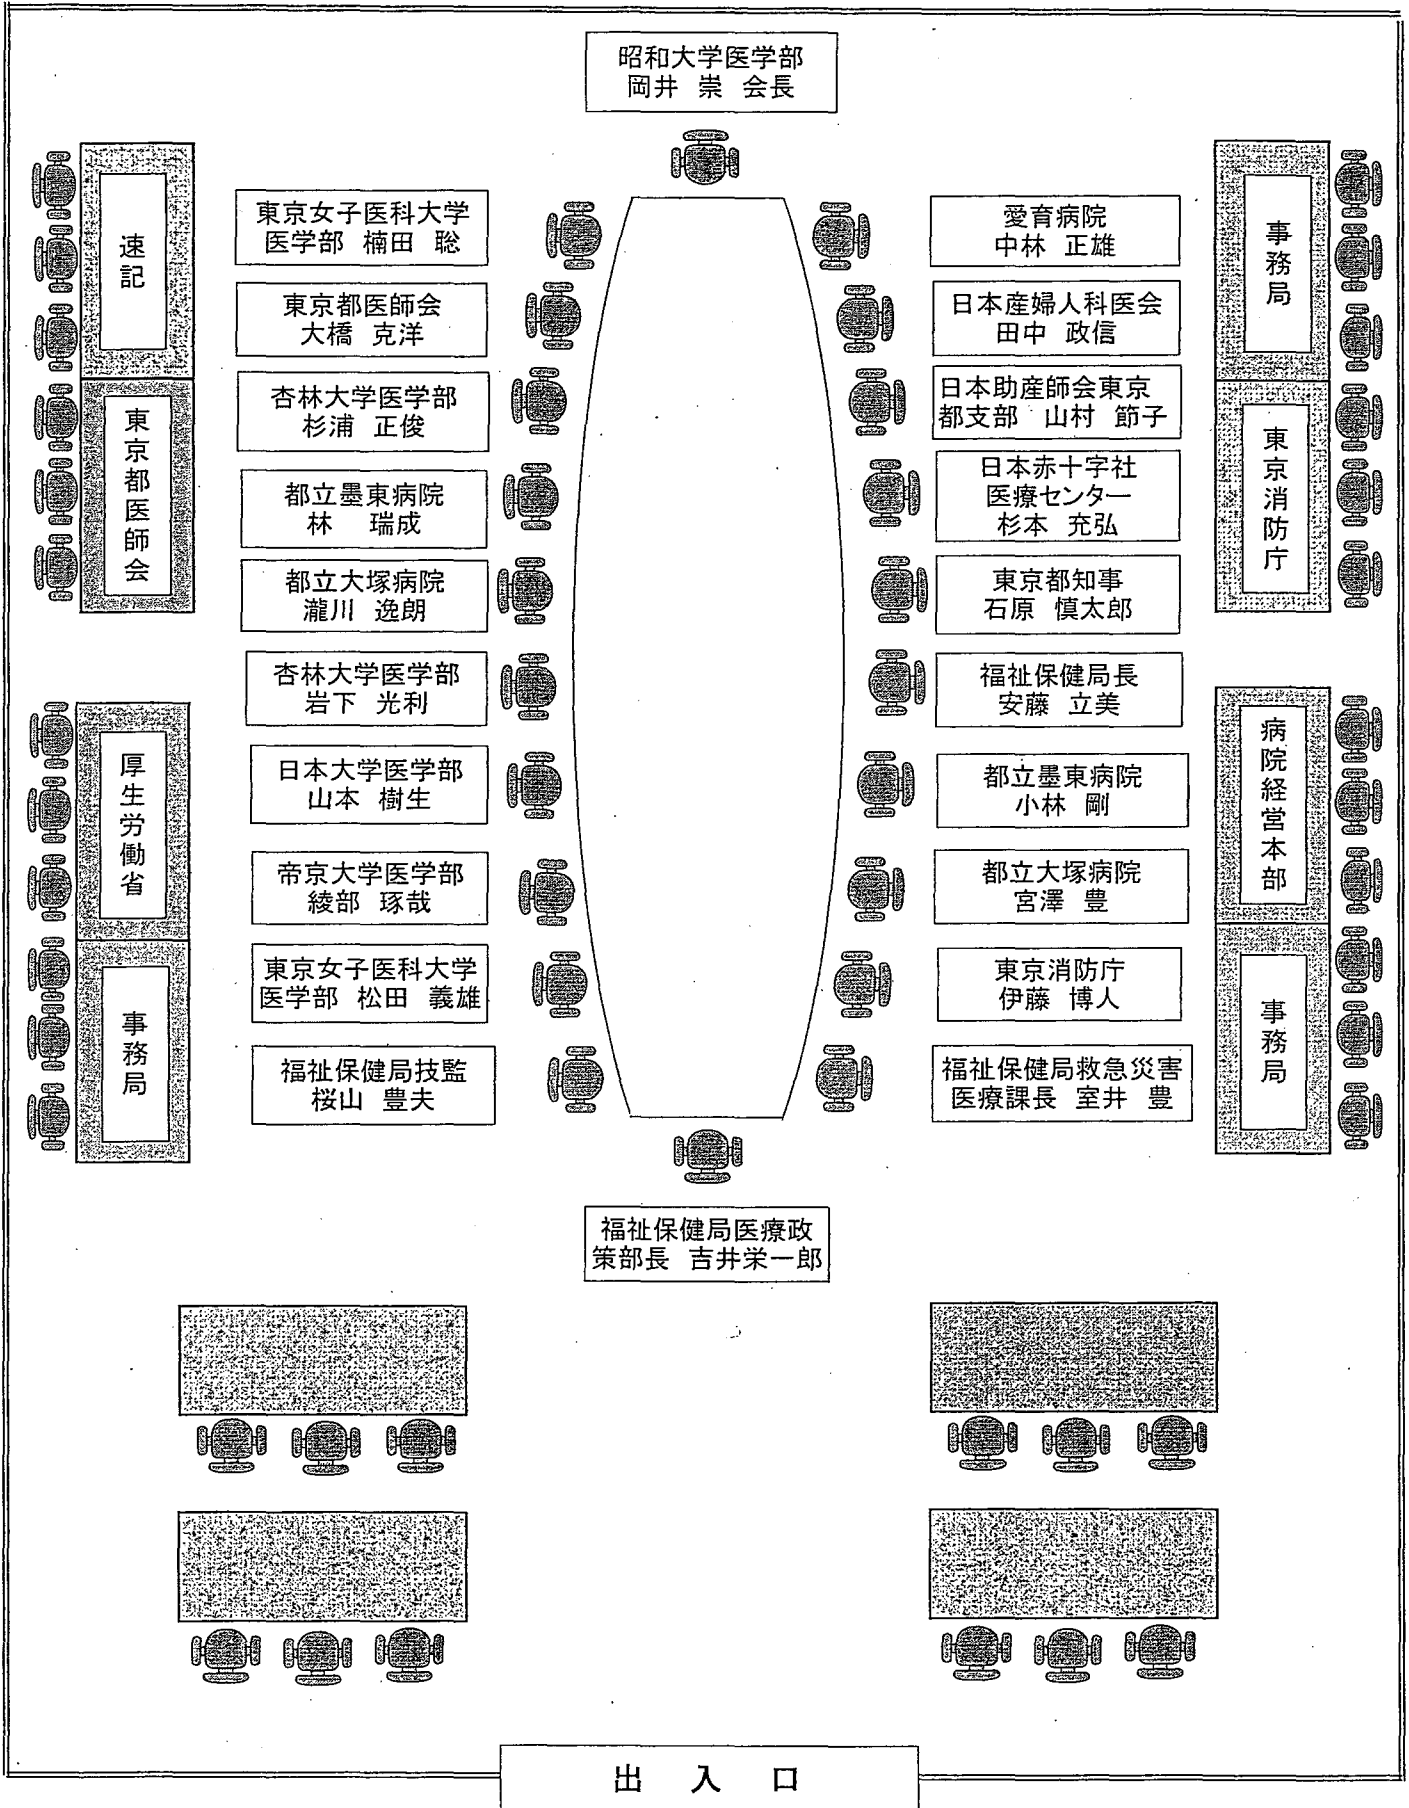 昭和大学医学部
岡井 崇 会長
速記
東京都医師会
厚生労働省
事務局
東京女子医科大学
医学部 楠田 聡
東京都医師会
大橋 克洋
杏林大学医学部
杉浦 正俊
都立墨東病院
林 瑞成
都立大塚病院
瀧川 逸朗
杏林大学医学部
岩下 光利
日本大学医学部
山本 樹生
帝京大学医学部
綾部 琢哉
東京女子医科大学
医学部 松田 義雄
福祉保健局技監
桜山 豊夫
愛育病院
中林 正雄
日本産婦人科医会
田中 政信
日本助産師会東京
都支部 山村 節子
日本赤十字社
医療センター
杉本 充弘
東京都知事
石原 慎太郎
福祉保健局長
安藤 立美
都立墨東病院
小林 剛
都立大塚病院
宮澤 豊
東京消防庁
伊藤 博人
福祉保健局救急災害
医療課長 室井 豊
事務局
東京消防庁
病院経営本部
事務局
福祉保健局医療政
策部長 吉井栄一郎
出入口